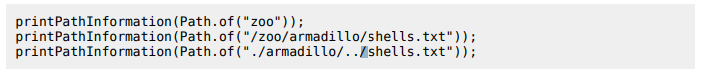 printPathInformation(Path.of("zoo"));
printPathInformation(Path.of("/zoo/armadillo/shells.txt"));
printPathInformation(Path.of("./armadillo/../shells.txt"));